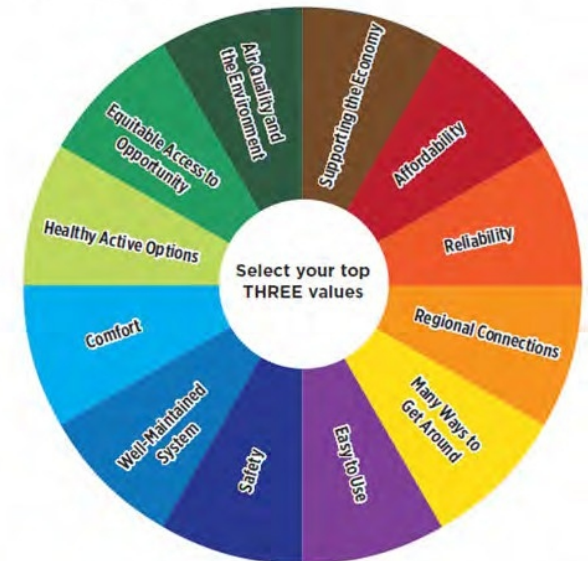 Supporting the Economy
Affordability
Reliability
Regional Connections
Many Ways to
Get Around
Easy to Use
Safety
Well-Maintained
System
Comfort
Healthy Active Options
Equitable Access to
Opportunity
Air Quality and
the Environment
Select your top
THREE values